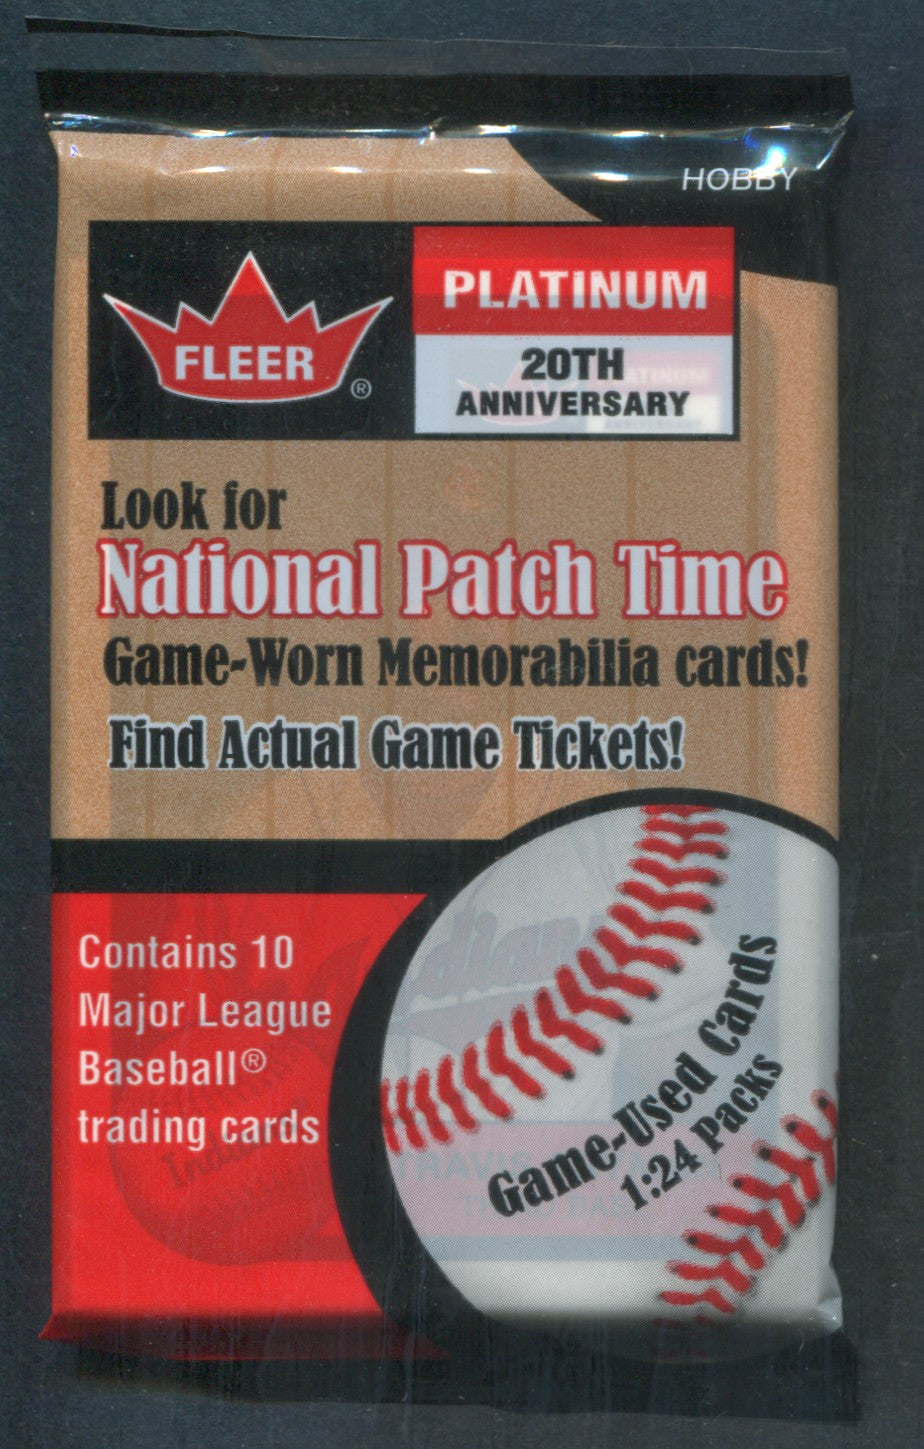 HOBBY
FLEER®
PLATINUM
20TH
ANNIVERSARY
Look for
National Patch Time
Game-Worn Memorabilia cards!
Find Actual Game Tickets!
Contains 10
Major League
Baseball®
trading cards
Game-Used Cards
1:24 Packs